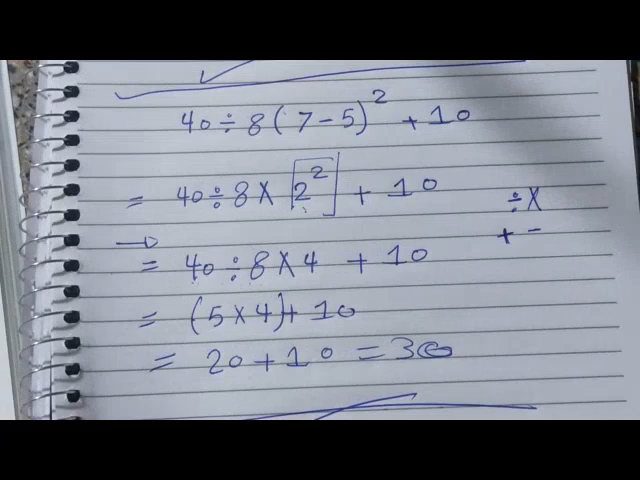 40÷8(7-5)² +10
= 40÷8×2² + 10
÷×
+ -
= 40÷8×4 + 10
= (5×4)+10
= 20+10 = 30